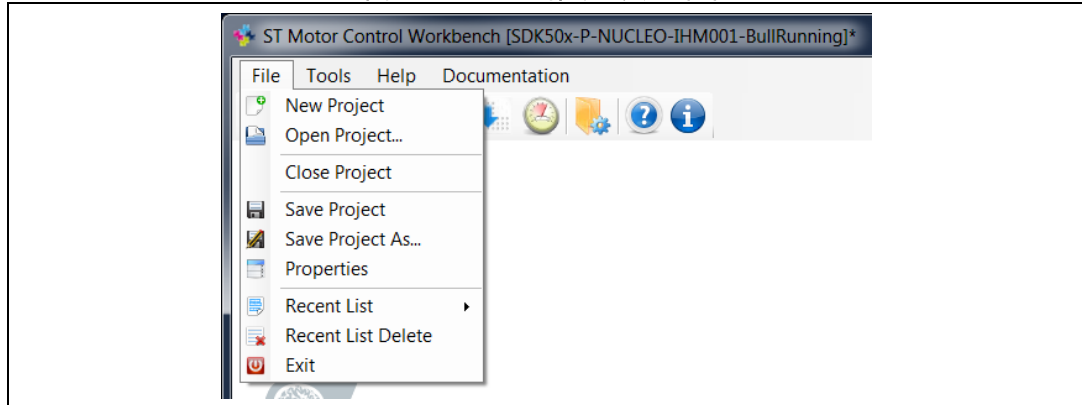 ST Motor Control Workbench [SDK50x-P-NUCLEO-IHM001-BullRunning]*
File Tools Help Documentation
New Project
Open Project...
Close Project
Save Project
Save Project As...
Properties
Recent List
Recent List Delete
Exit